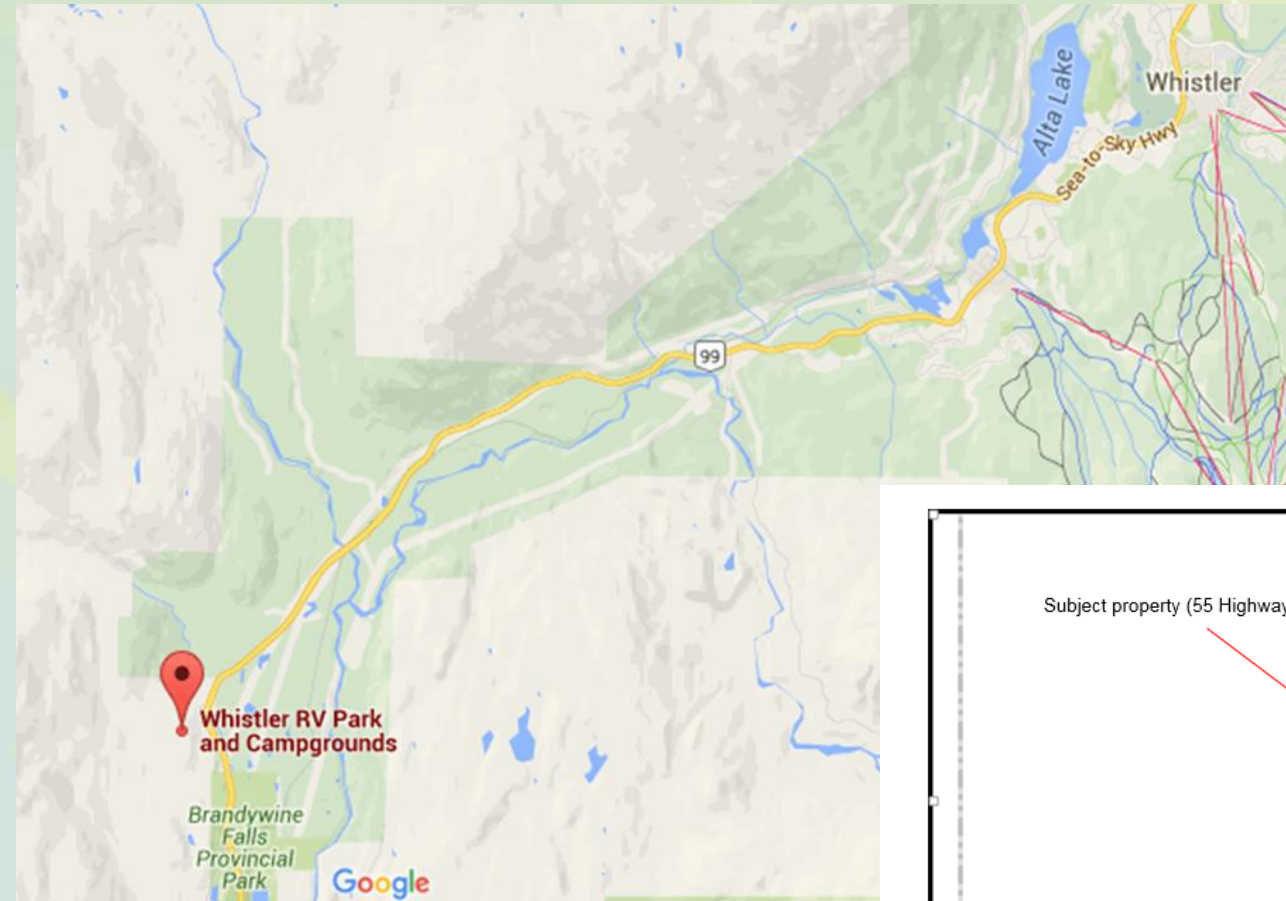 Whistler
Alta Lake
Sea-to-Sky Hwy
99
Subject property (55 Highway
Whistler RV Park
and Campgrounds
Brandywine
Falls
Provincial
Park
Google